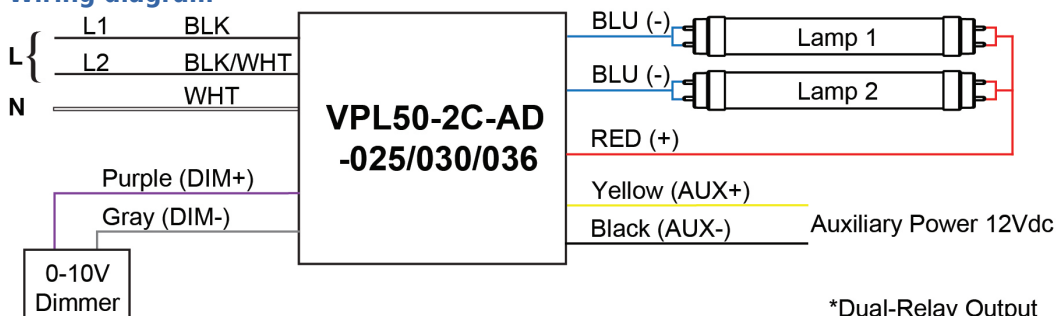 Wiring diagram
L1 BLK
L
L2 BLK/WHT
N WHT
Purple (DIM+)
Gray (DIM-)
0-10V
Dimmer
VPL50-2C-AD
-025/030/036
BLU (-)
Lamp 1
BLU (-)
Lamp 2
RED (+)
Yellow (AUX+)
Black (AUX-)
Auxiliary Power 12Vdc
*Dual-Relay Output